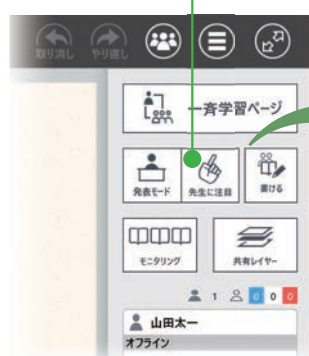 取り消し やり直し
一斉学習ページ
発表モード 先生に注目 書ける
モニタリング 共有レイヤー
1 0 0 0
山田太一
オフライン